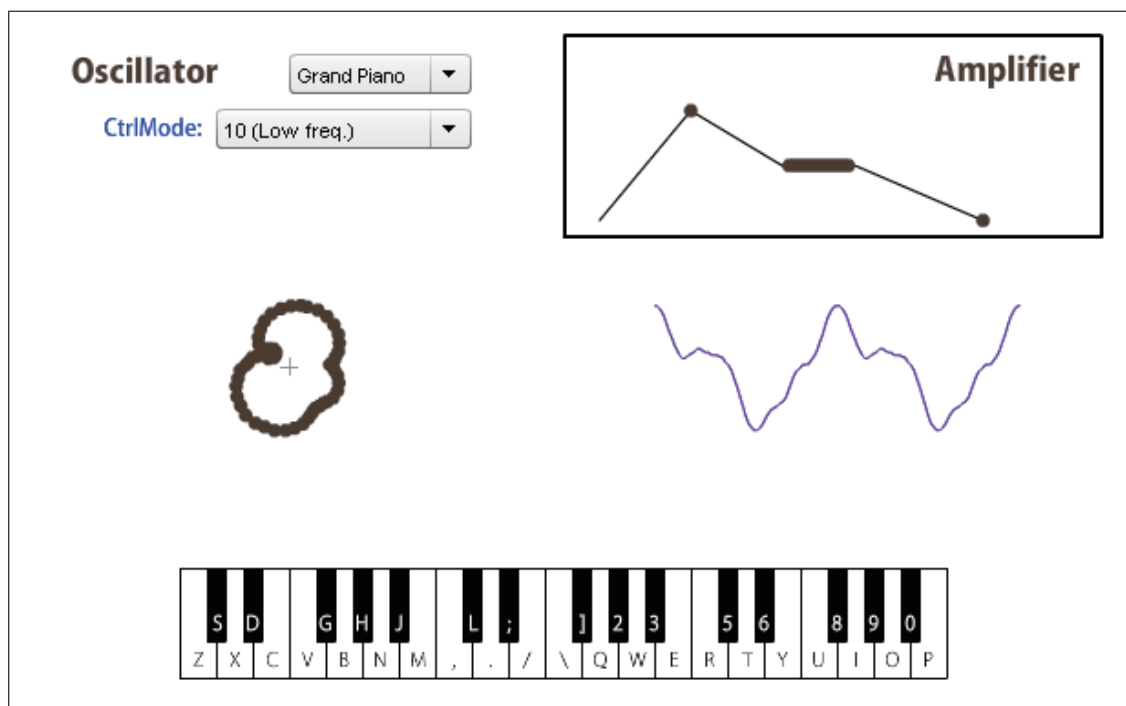 Oscillator
Grand Piano
Amplifier
CtrlMode:
10 (Low freq.)
S D G H J L ; ] 2 3 5 6 8 9 0
Z X C V B N M , . / \ Q W E R T Y U I O P